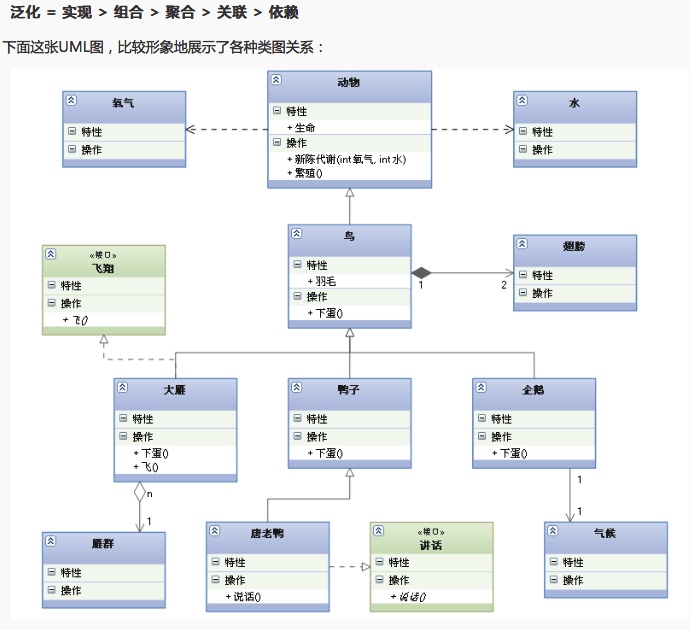 泛化 = 实现 > 组合 > 聚合 > 关联 > 依赖
下面这张UML图，比较形象地展示了各种类图关系：
氧气
特性
操作
动物
特性
+ 生命
操作
+ 新陈代谢(int氧气, int水)
+ 繁殖()
水
特性
操作
«接口»
飞翔
特性
操作
+ 飞()
鸟
特性
+ 羽毛
操作
+ 下蛋()
1
2
翅膀
特性
操作
大雁
特性
操作
+ 下蛋()
+ 飞()
鸭子
特性
操作
+ 下蛋()
企鹅
特性
操作
+ 下蛋()
n
1
1
1
雁群
特性
操作
唐老鸭
特性
操作
+ 说话()
«接口»
讲话
特性
操作
+ 说话()
气候
特性
操作